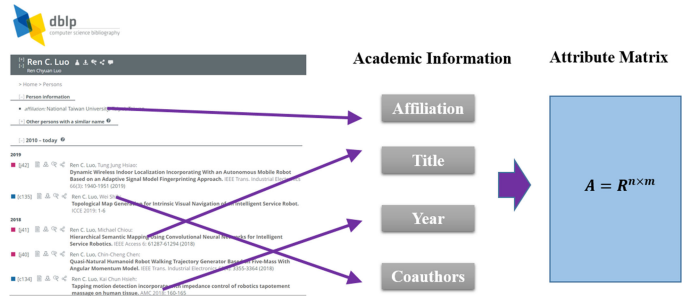 dblp
computer science bibliography
[+] Ren C. Luo
[-] Ren Chyuan Luo
> Home > Persons
[-] Person information
affiliation: National Taiwan University
[+] Other persons with a similar name
[-] 2010 – today
2019
[j42] Ren C. Luo, Tung Jung Hsiao:
Dynamic Wireless Indoor Localization Incorporating With an Autonomous Mobile Robot
Based on an Adaptive Signal Model Fingerprinting Approach. IEEE Trans. Industrial Electronics
66(3): 1940-1951 (2019)
[c135] Ren C. Luo, Wei Shih:
Topological Map Generation for Intrinsic Visual Navigation of an Intelligent Service Robot.
ICCE 2019: 1-6
2018
[j41] Ren C. Luo, Michael Chiou:
Hierarchical Semantic Mapping Using Convolutional Neural Networks for Intelligent
Service Robotics. IEEE Access 6: 61287-61294 (2018)
[j40] Ren C. Luo, Chin-Cheng Chen:
Quasi-Natural Humanoid Robot Walking Trajectory Generator Based on Five-Mass With
Angular Momentum Model. IEEE Trans. Industrial Electronics 3355-3364 (2018)
[c134] Ren C. Luo, Kai Chun Hsieh:
Tapping motion detection incorporate with impedance control of robotics tapotement
massage on human tissue. AMC 2018: 160-165
Academic Information
Affiliation
Title
Year
Coauthors
Attribute Matrix
A = R^{n×m}